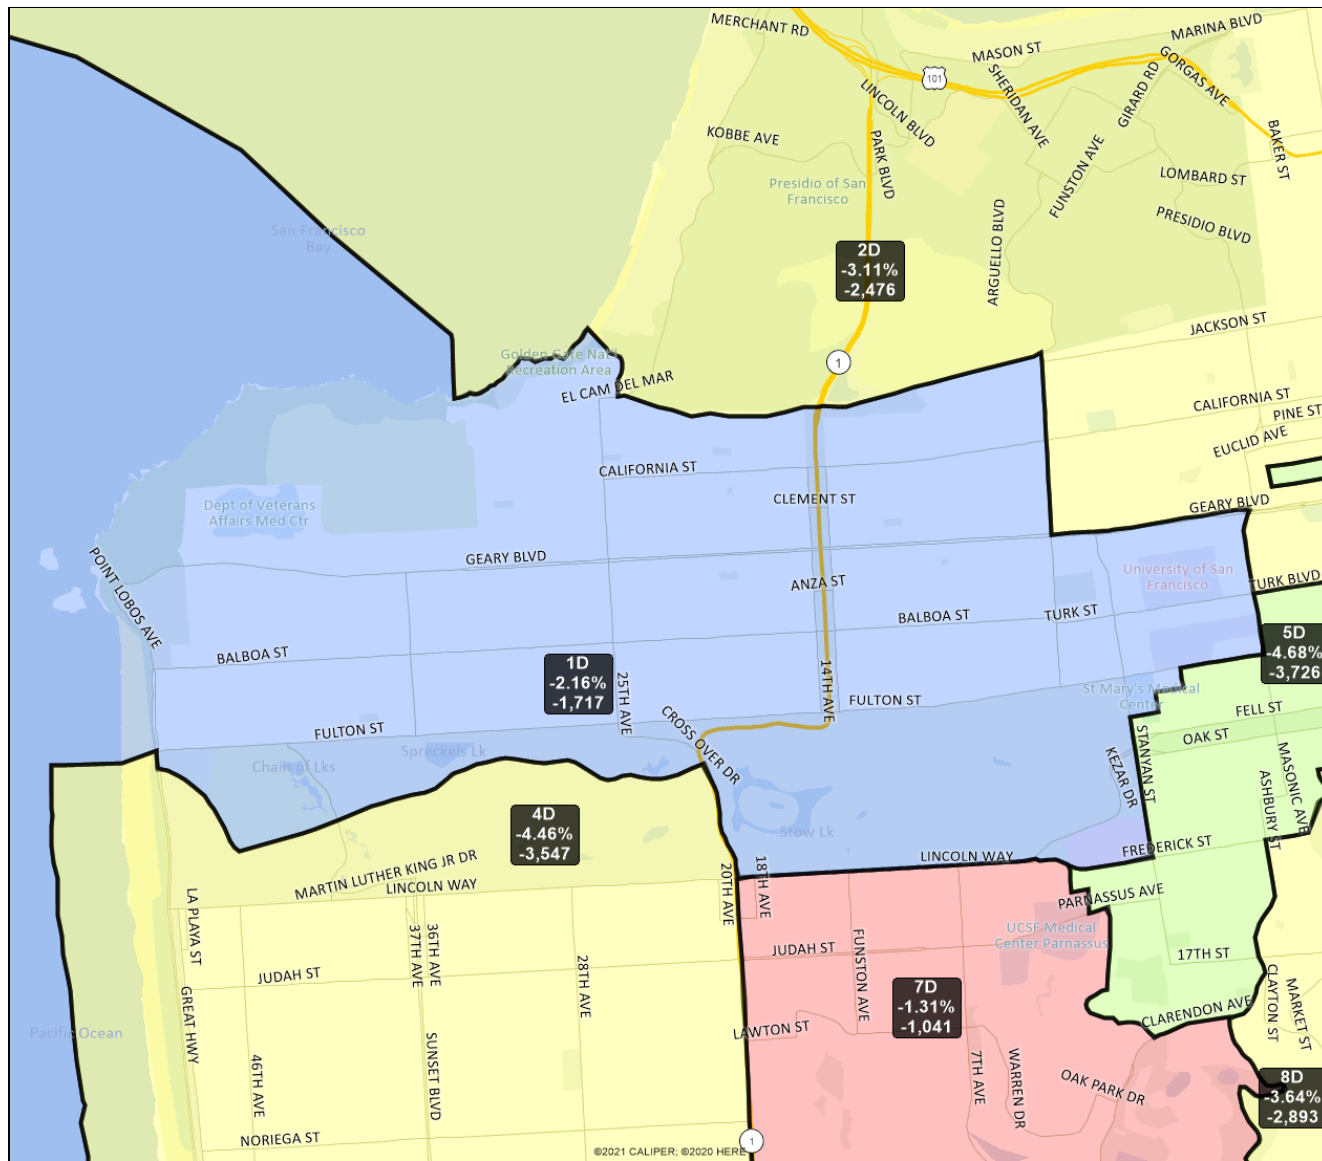 MERCHANT RD
MASON ST
MARINA BLVD
GORGAS AVE
101
SHERIDAN AVE
GIRARD RD
LINCOLN BLVD
KOBBE AVE
PARK BLVD
FUNSTON AVE
BAKER ST
LOMBARD ST
Presidio of San
Francisco
PRESIDIO BLVD
ARGUELLO BLVD
San Francisco
Bay
2D
-3.11%
-2,476
JACKSON ST
Golden Gate Nat'l
Recreation Area
1
EL CAM DEL MAR
CALIFORNIA ST
PINE ST
EUCLID AVE
CALIFORNIA ST
CLEMENT ST
GEARY BLVD
Dept of Veterans
Affairs Med Ctr
GEARY BLVD
POINT LOBOS AVE
ANZA ST
University of San
Francisco
TURK BLVD
BALBOA ST
TURK ST
BALBOA ST
5D
-4.68%
-3,726
1D
-2.16%
-1,717
25TH AVE
14TH AVE
FULTON ST
St Mary's Medical
Center
FELL ST
OAK ST
FULTON ST
CROSS OVER DR
Spreckels Lk
Chain of Lks
KEZAR DR
STANYAN ST
MASONIC AVE
ASHBURY ST
4D
-4.46%
-3,547
Stow Lk
FREDERICK ST
LINCOLN WAY
MARTIN LUTHER KING JR DR
LINCOLN WAY
20TH AVE
18TH AVE
PARNASSUS AVE
LA PLAYA ST
37TH AVE
36TH AVE
UCSF Medical
Center Parnassus
JUDAH ST
FUNSTON AVE
17TH ST
JUDAH ST
28TH AVE
7D
-1.31%
-1,041
CLAYTON ST
MARKET ST
GREAT HWY
CLARENDON AVE
Pacific Ocean
LAWTON ST
46TH AVE
SUNSET BLVD
7TH AVE
WARREN DR
OAK PARK DR
8D
-3.64%
-2,893
NORIEGA ST
1
©2021 CALIPER; ©2020 HERE